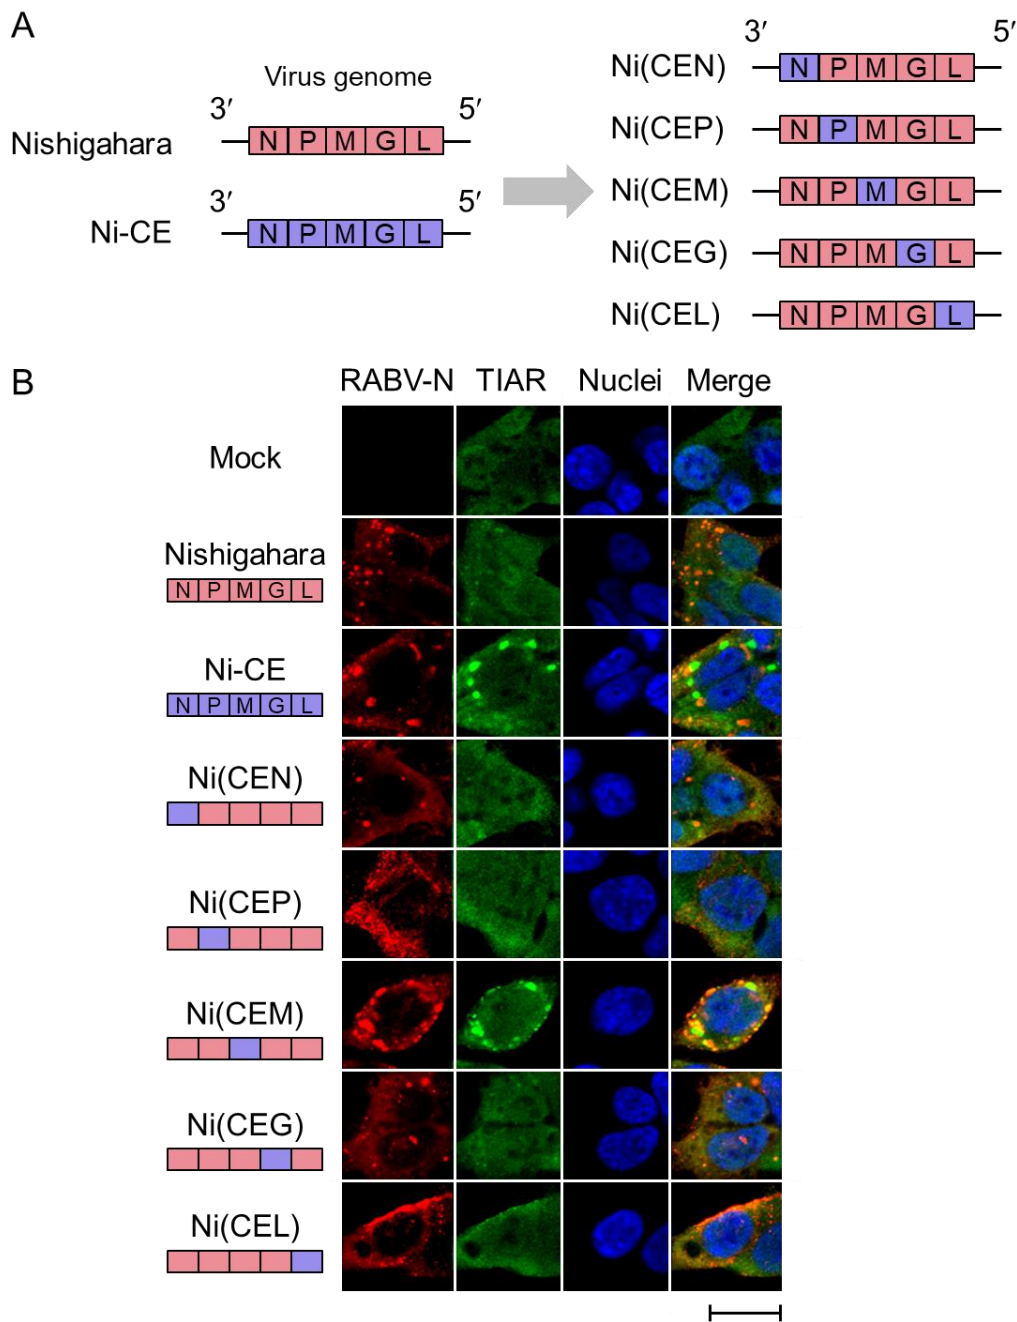 A
Virus genome
3′ 5′
Nishigahara N P M G L
3′ 5′
Ni-CE N P M G L
3′ 5′
Ni(CEN) N P M G L
Ni(CEP) N P M G L
Ni(CEM) N P M G L
Ni(CEG) N P M G L
Ni(CEL) N P M G L
B
RABV-N TIAR Nuclei Merge
Mock
Nishigahara
N P M G L
Ni-CE
N P M G L
Ni(CEN)
Ni(CEP)
Ni(CEM)
Ni(CEG)
Ni(CEL)